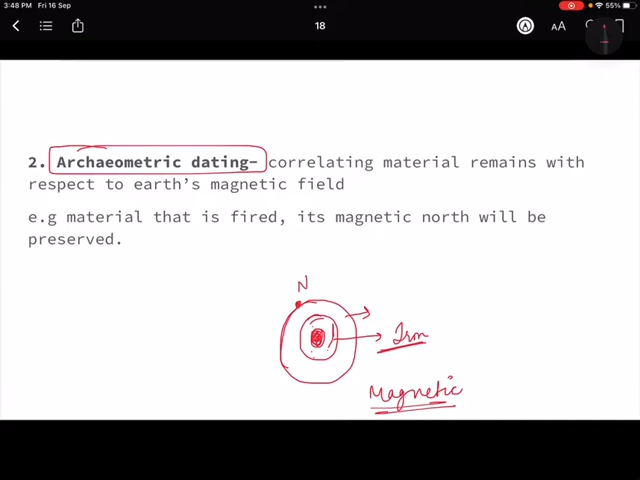 3:48 PM Fri 16 Sep
55%
18
AA
2. Archaeometric dating- correlating material remains with
respect to earth's magnetic field
e.g material that is fired, its magnetic north will be
preserved.
N
Iron
Magnetic